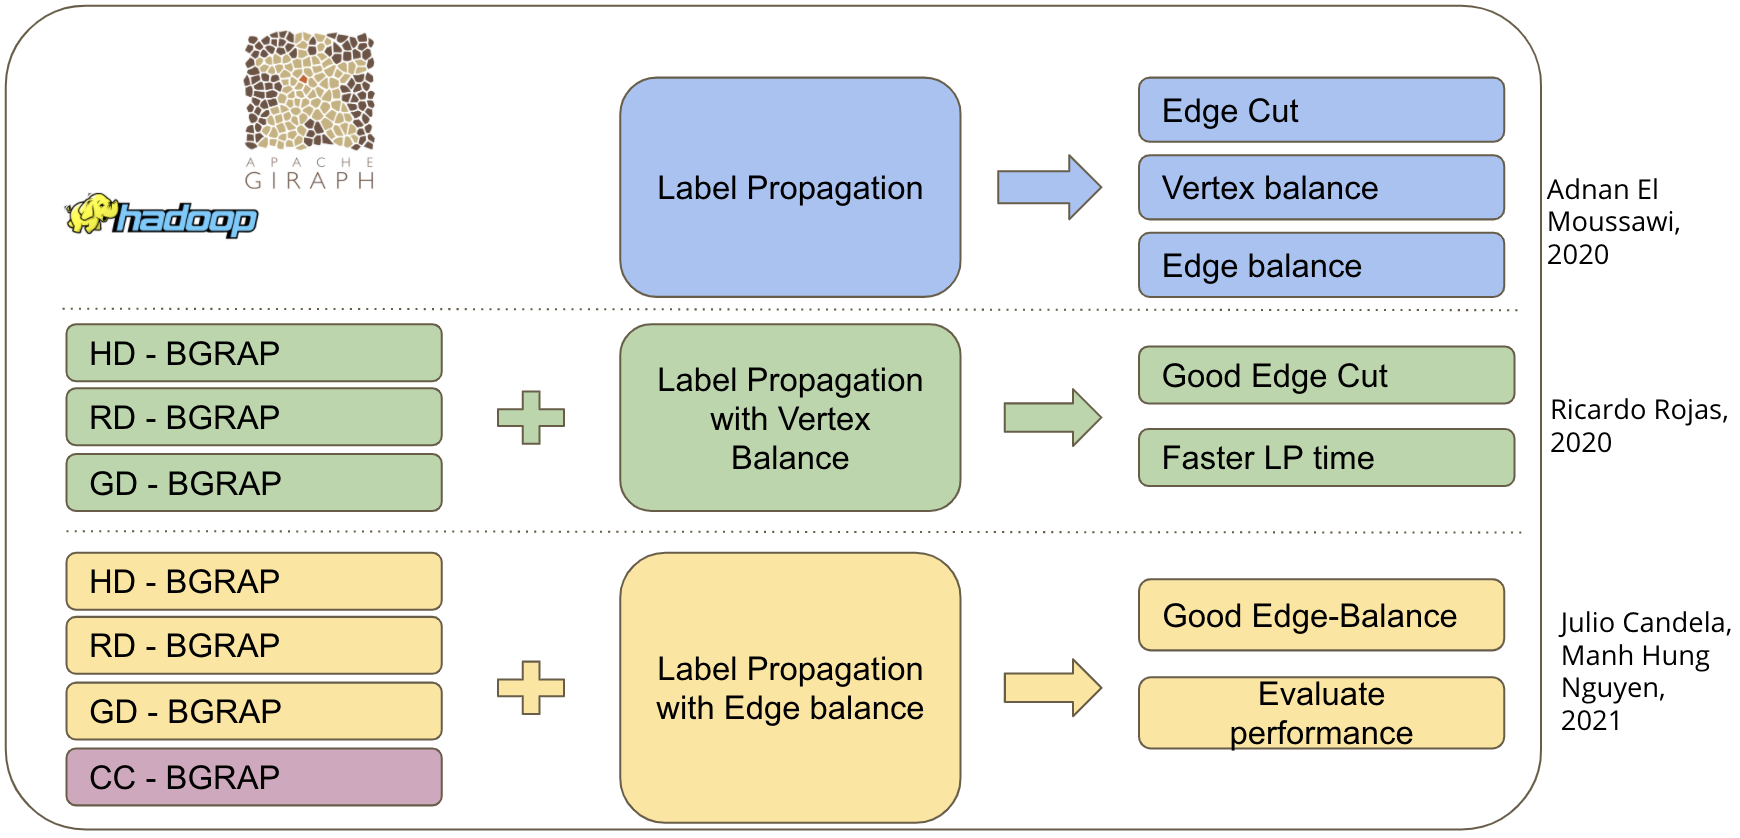 APACHE
GIRAPH
hadoop
Label Propagation
Edge Cut
Vertex balance
Edge balance
Adnan El
Moussawi,
2020
HD - BGRAP
RD - BGRAP
GD - BGRAP
Label Propagation
with Vertex
Balance
Good Edge Cut
Faster LP time
Ricardo Rojas,
2020
HD - BGRAP
RD - BGRAP
GD - BGRAP
CC - BGRAP
Label Propagation
with Edge balance
Good Edge-Balance
Evaluate
performance
Julio Candela,
Manh Hung
Nguyen,
2021